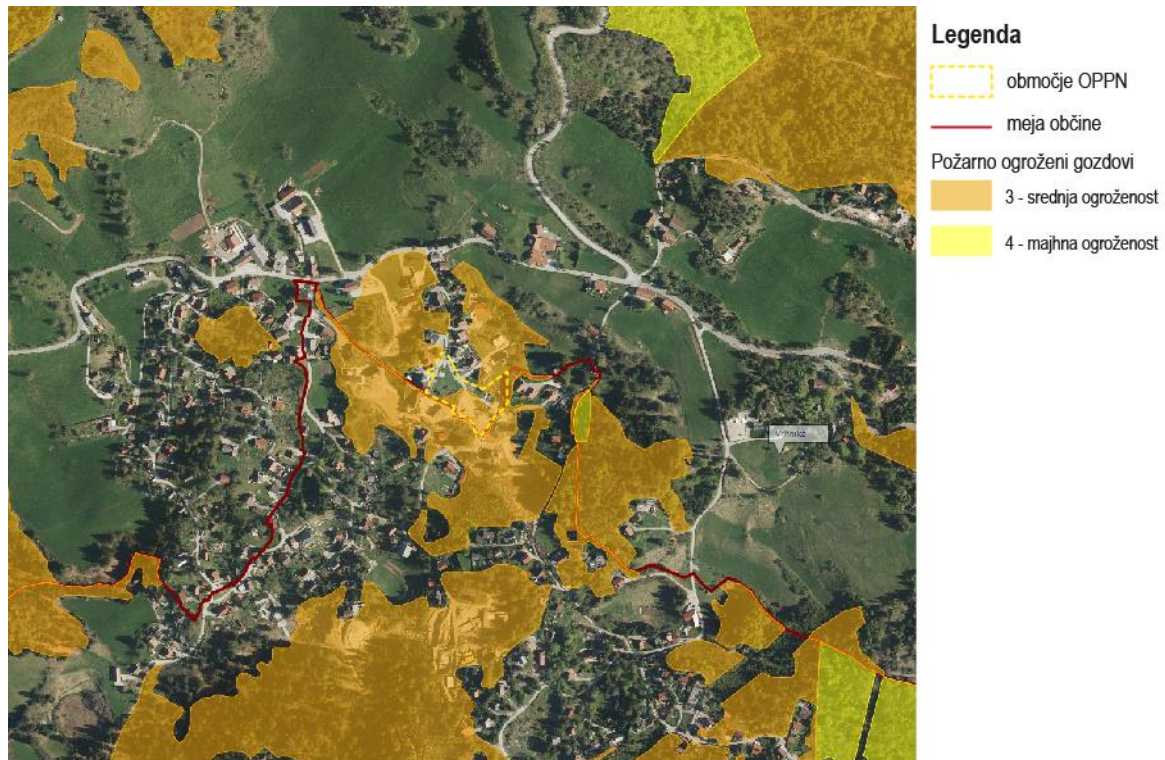 Legenda
območje OPPN
meja občine
Požarno ogroženi gozdovi
3 - srednja ogroženost
4 - majhna ogroženost